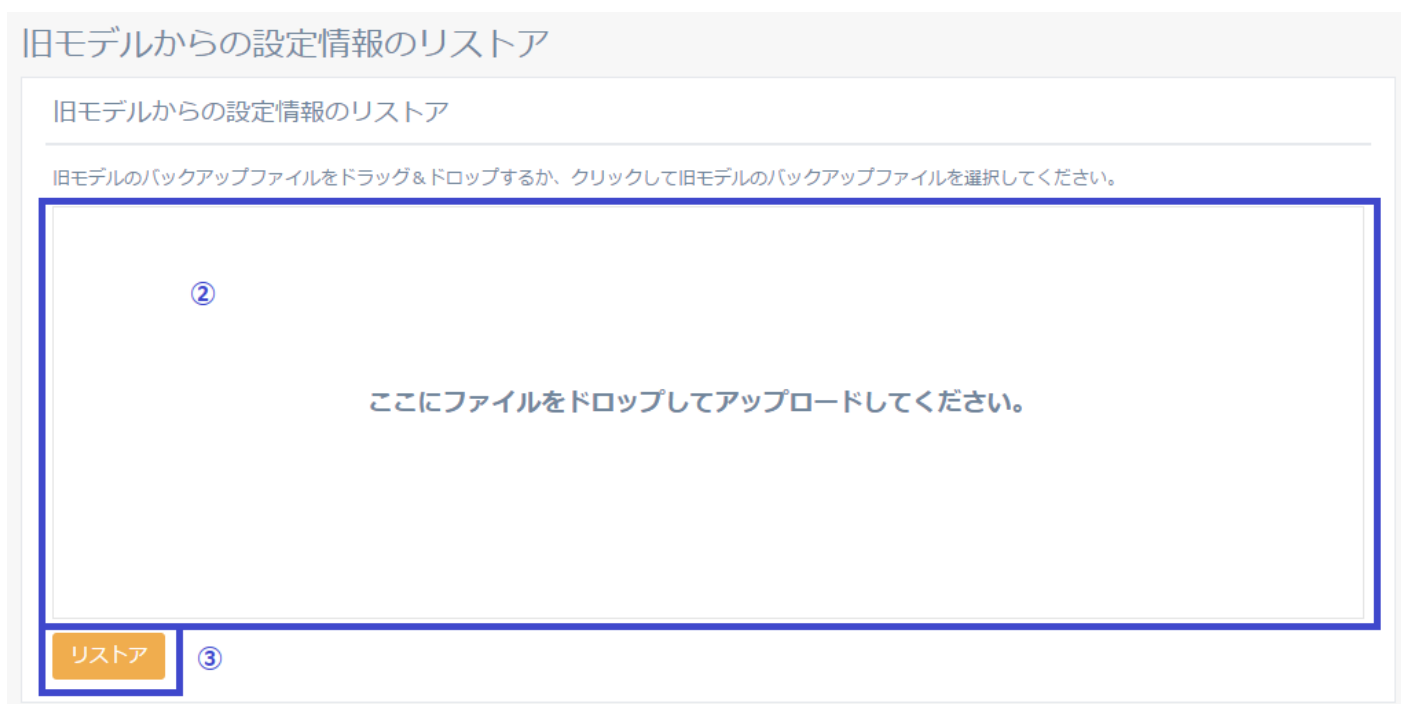 旧モデルからの設定情報のリストア
旧モデルからの設定情報のリストア
旧モデルのバックアップファイルをドラッグ＆ドロップするか、クリックして旧モデルのバックアップファイルを選択してください。
②
ここにファイルをドロップしてアップロードしてください。
リストア
③